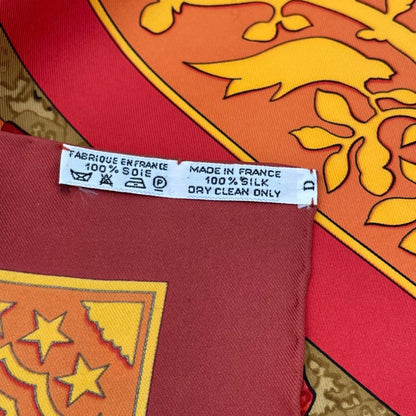 FABRIQUE EN FRANCE
100% SOIE
MADE IN FRANCE
100% SILK
DRY CLEAN ONLY
D